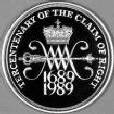 TERCENTENARY OF THE CLAIM OF RIGHT
1689
1989